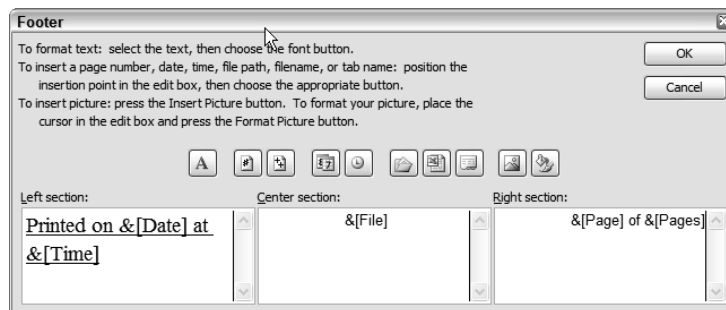 Footer
To format text: select the text, then choose the font button.
To insert a page number, date, time, file path, filename, or tab name: position the
insertion point in the edit box, then choose the appropriate button.
To insert picture: press the Insert Picture button. To format your picture, place the
cursor in the edit box and press the Format Picture button.
OK
Cancel
A
Left section:
Center section:
Right section:
Printed on &[Date] at
&[Time]
&[File]
&[Page] of &[Pages]